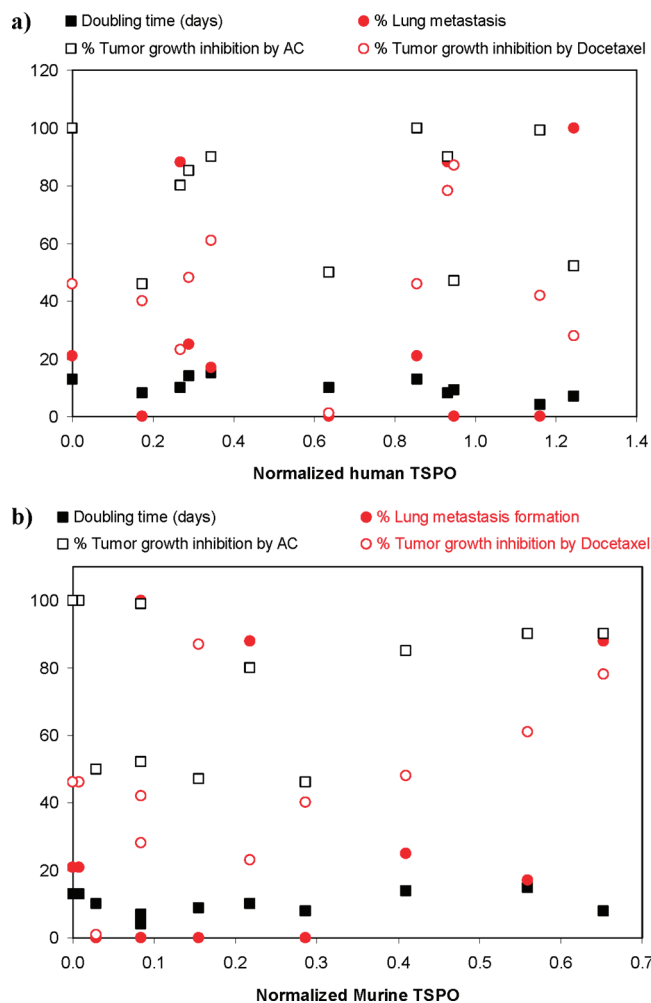 a)
Doubling time (days) % Lung metastasis
% Tumor growth inhibition by AC % Tumor growth inhibition by Docetaxel
120
100
80
60
40
20
0
0.0 0.2 0.4 0.6 0.8 1.0 1.2 1.4
Normalized human TSPO
b)
Doubling time (days) % Lung metastasis formation
% Tumor growth inhibition by AC % Tumor growth inhibition by Docetaxel
100
80
60
40
20
0
0.0 0.1 0.2 0.3 0.4 0.5 0.6 0.7
Normalized Murine TSPO